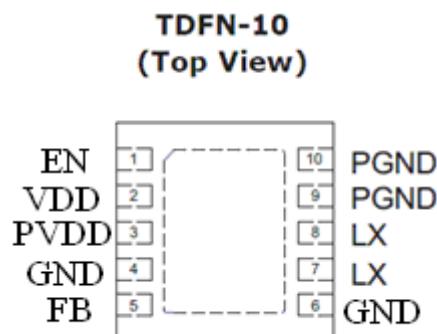 TDFN-10
(Top View)
EN 1 10 PGND
VDD 2 9 PGND
PVDD 3 8 LX
GND 4 7 LX
FB 5 6 GND